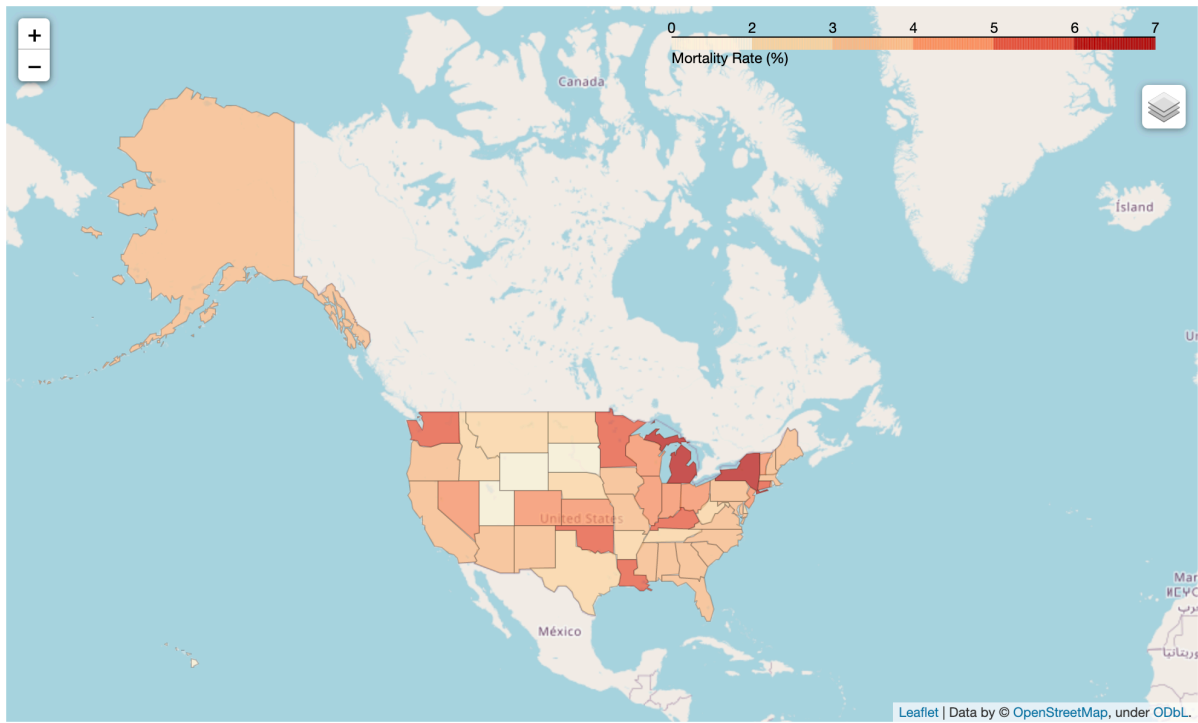 +
−
0 2 3 4 5 6 7
Mortality Rate (%)
Canada
Ísland
United States
México
Leaflet | Data by © OpenStreetMap, under ODbL.